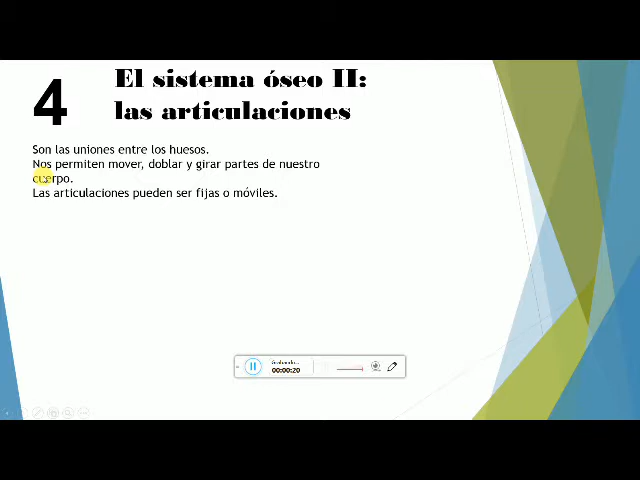 4
El sistema óseo II:
las articulaciones
Son las uniones entre los huesos.
Nos permiten mover, doblar y girar partes de nuestro
cuerpo.
Las articulaciones pueden ser fijas o móviles.
Grabando...
00:00:20